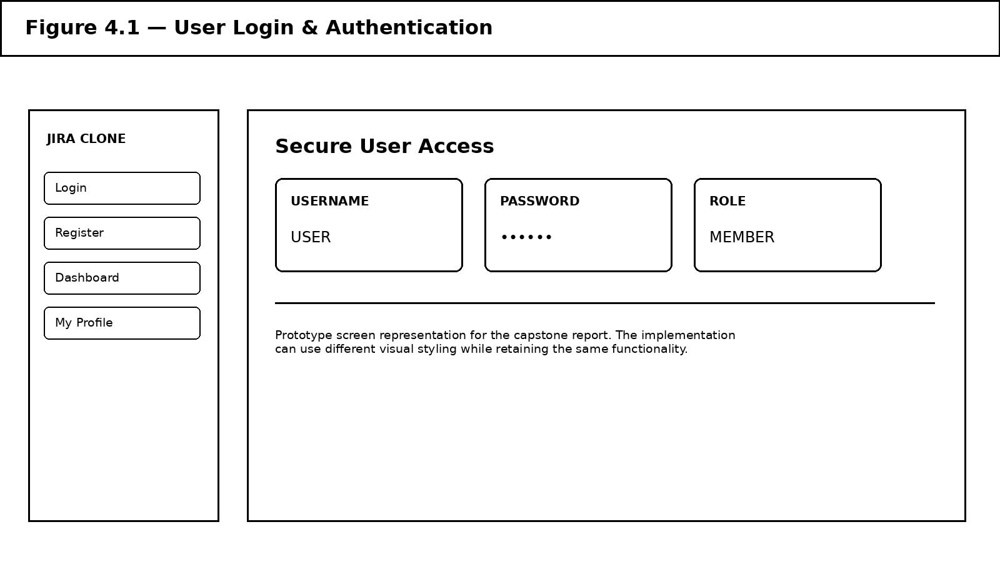 Figure 4.1 — User Login & Authentication
JIRA CLONE
Login
Register
Dashboard
My Profile
Secure User Access
USERNAME
USER
PASSWORD
••••••
ROLE
MEMBER
Prototype screen representation for the capstone report. The implementation
can use different visual styling while retaining the same functionality.